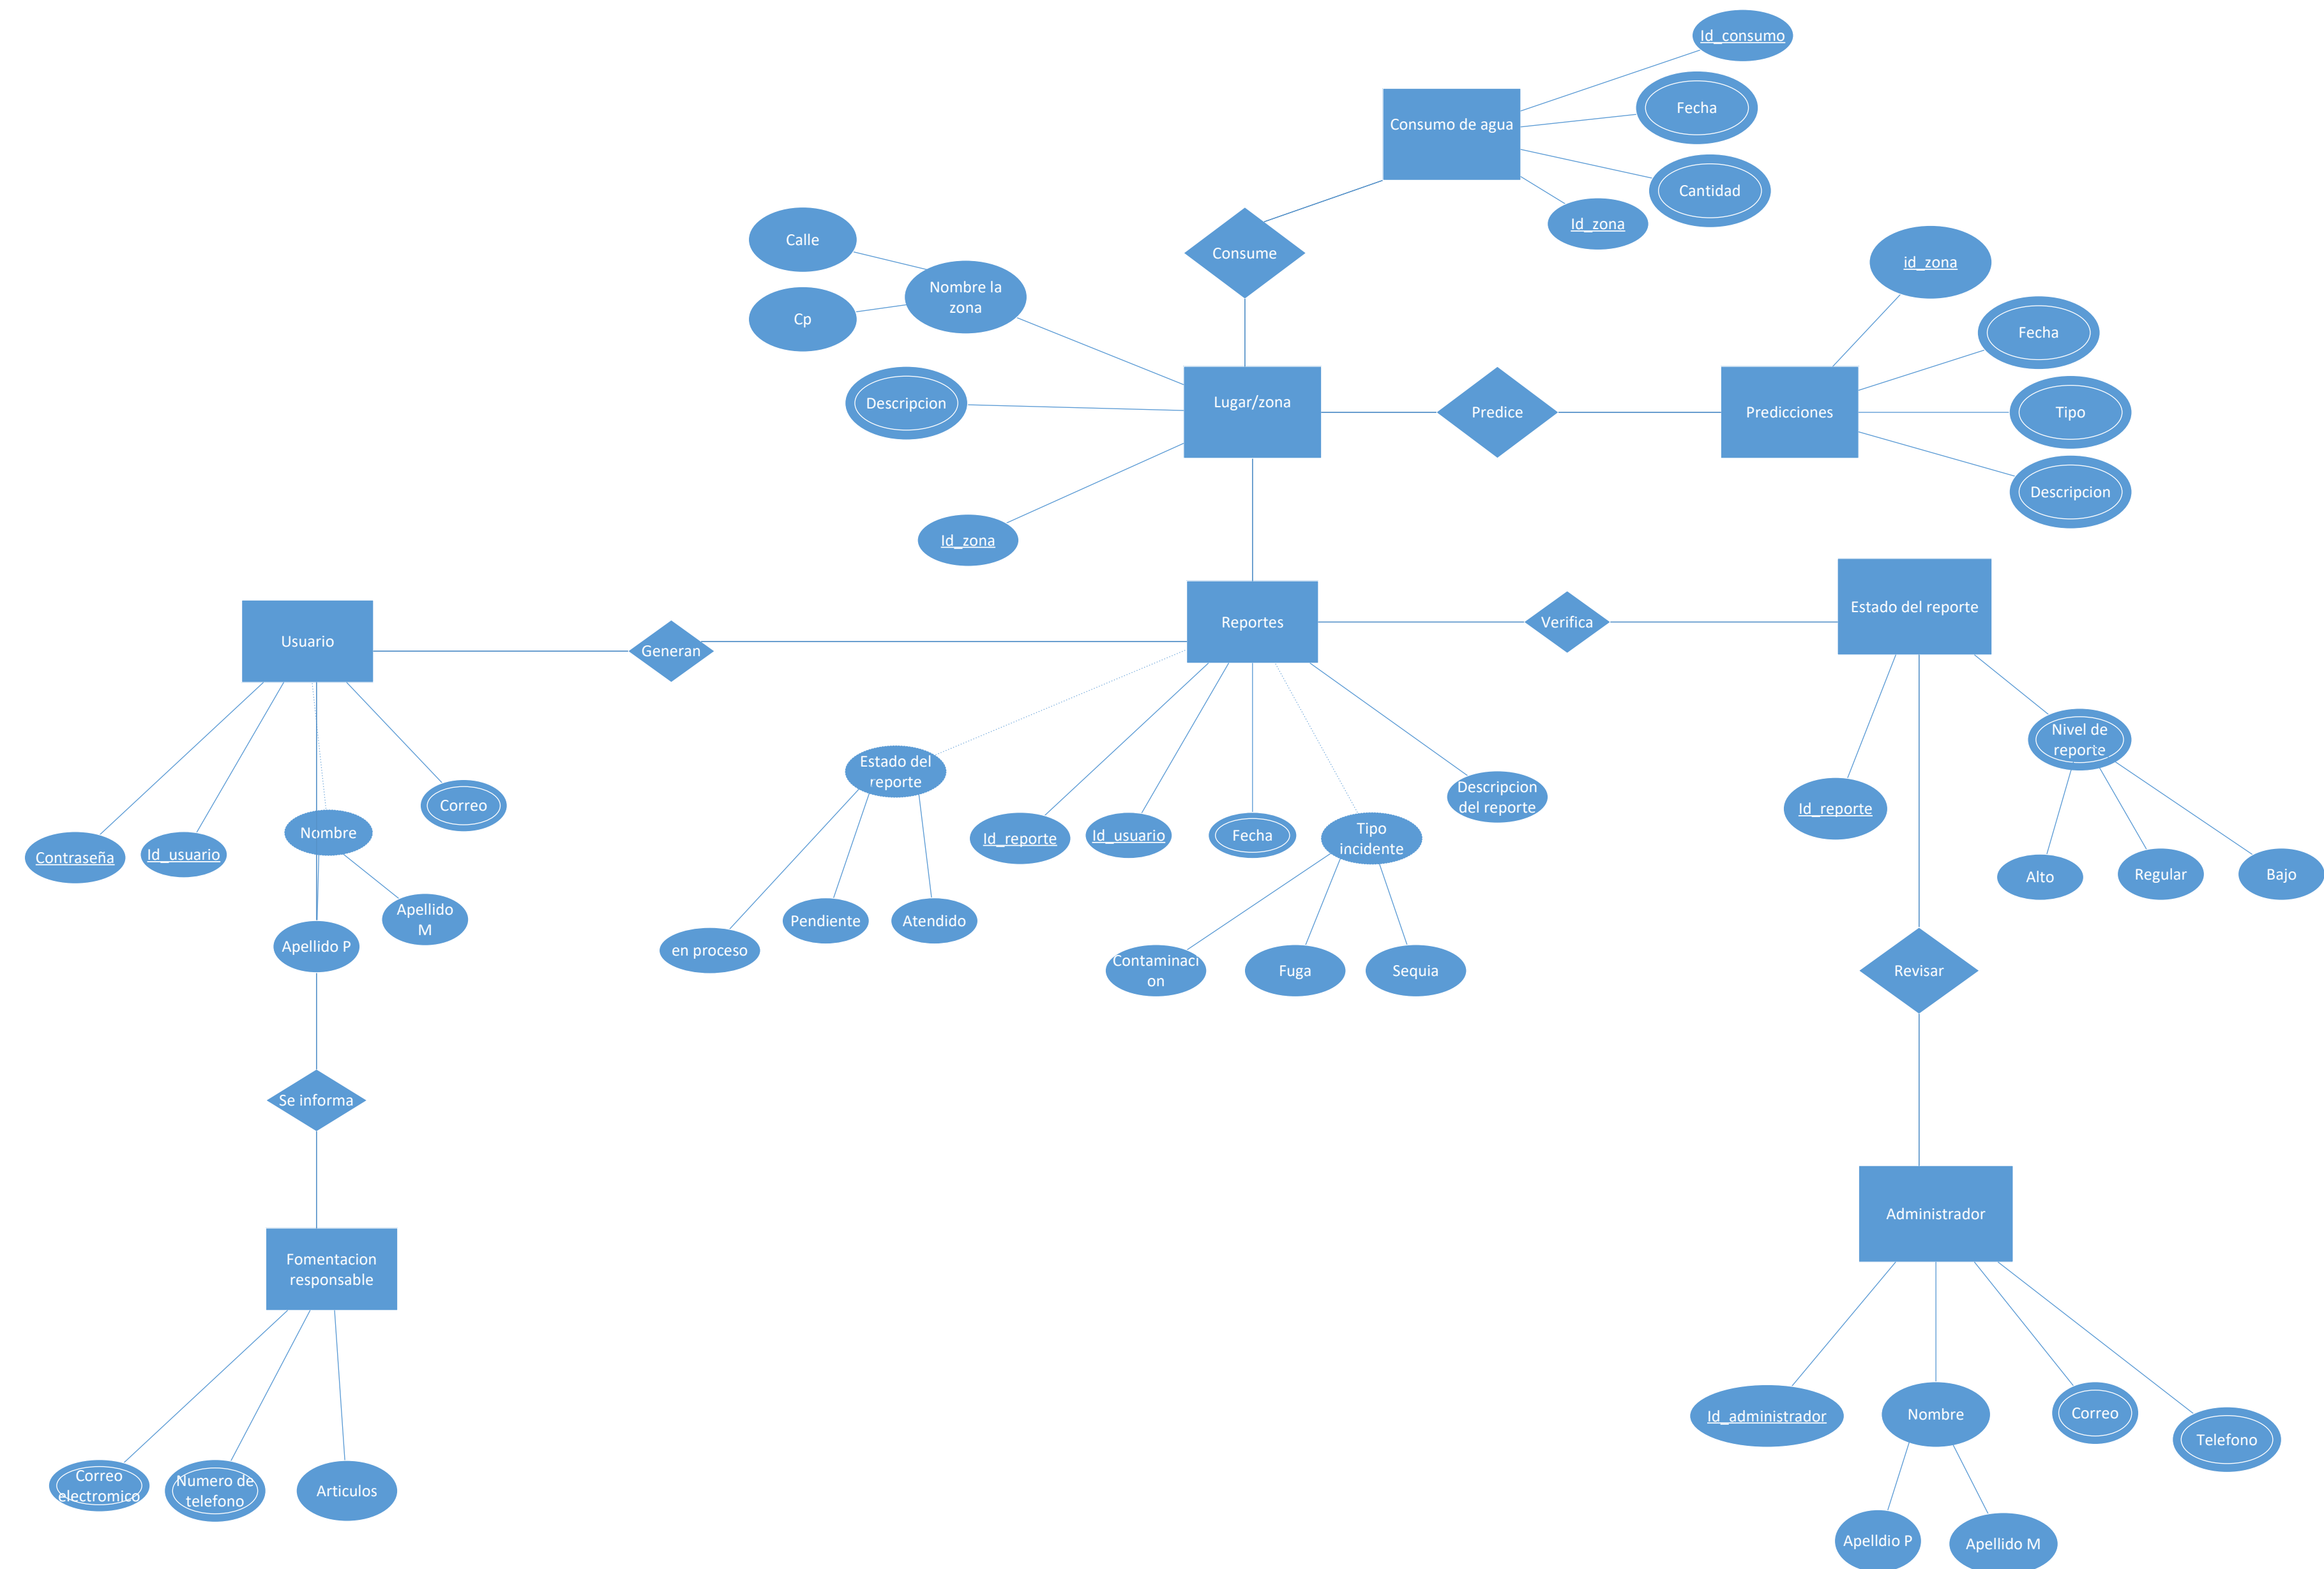 Id_consumo
Consumo de agua
Fecha
Cantidad
Id_zona
Consume
Calle
Nombre la
zona
Cp
Descripcion
Lugar/zona
Id_zona
Predice
Predicciones
id_zona
Fecha
Tipo
Descripcion
Usuario
Generan
Reportes
Verifica
Estado del reporte
Contraseña
Id_usuario
Nombre
Correo
Apellido P
Apellido
M
Estado del
reporte
en proceso
Pendiente
Atendido
Id_reporte
Id_usuario
Fecha
Tipo
incidente
Descripcion
del reporte
Contaminaci
on
Fuga
Sequia
Id_reporte
Nivel de
reporte
Alto
Regular
Bajo
Revisar
Se informa
Fomentacion
responsable
Correo
electromico
Numero de
telefono
Articulos
Administrador
Id_administrador
Nombre
Correo
Telefono
Apelldio P
Apellido M